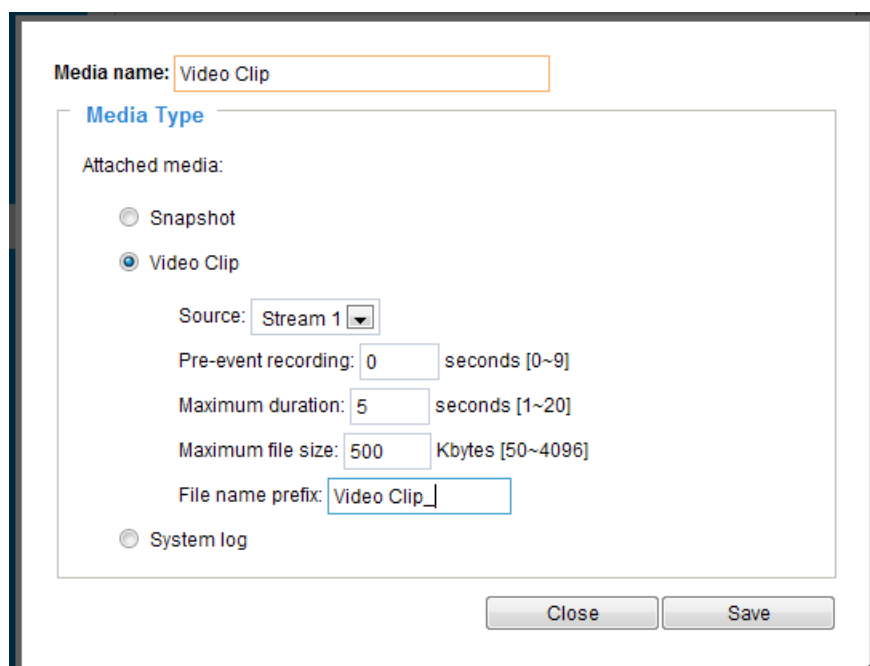 Media name: Video Clip
Media Type
Attached media:
Snapshot
Video Clip
Source: Stream 1
Pre-event recording: 0 seconds [0~9]
Maximum duration: 5 seconds [1~20]
Maximum file size: 500 Kbytes [50~4096]
File name prefix: Video Clip_
System log
Close Save